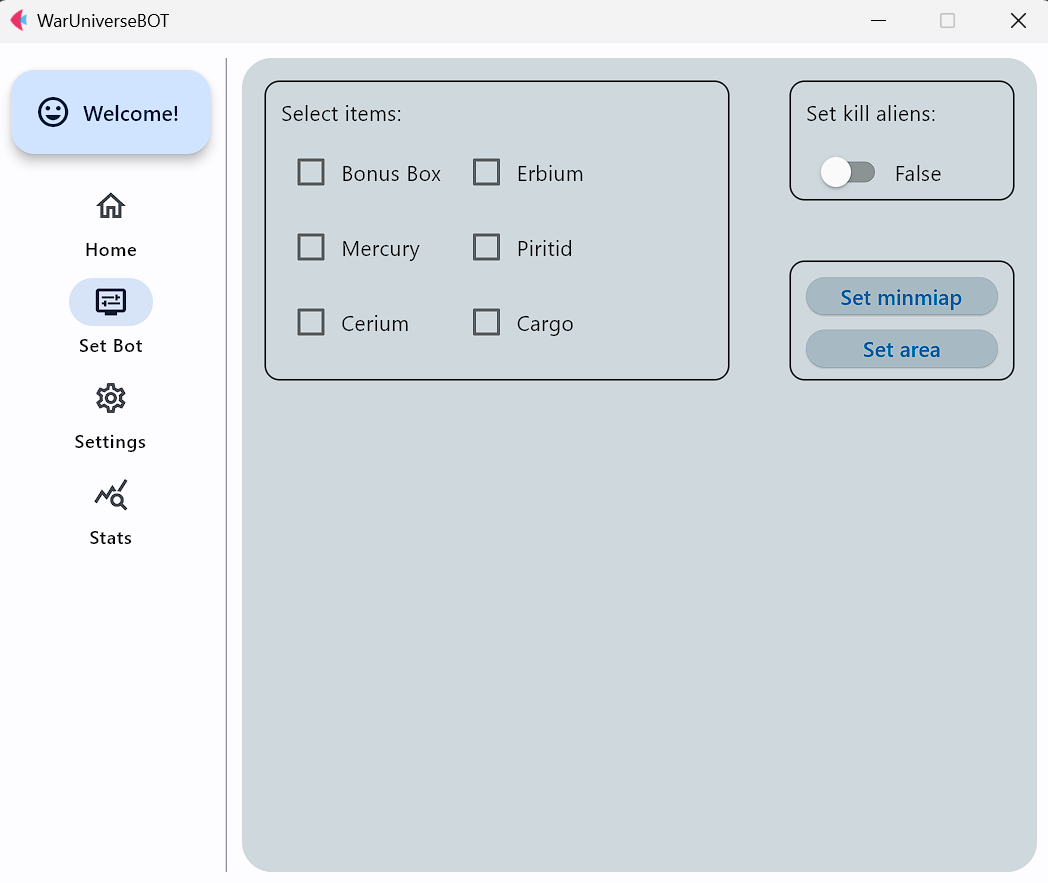 WarUniverseBOT
Welcome!
Home
Set Bot
Settings
Stats
Select items:
Bonus Box Erbium
Mercury Piritid
Cerium Cargo
Set kill aliens:
False
Set minmiap
Set area